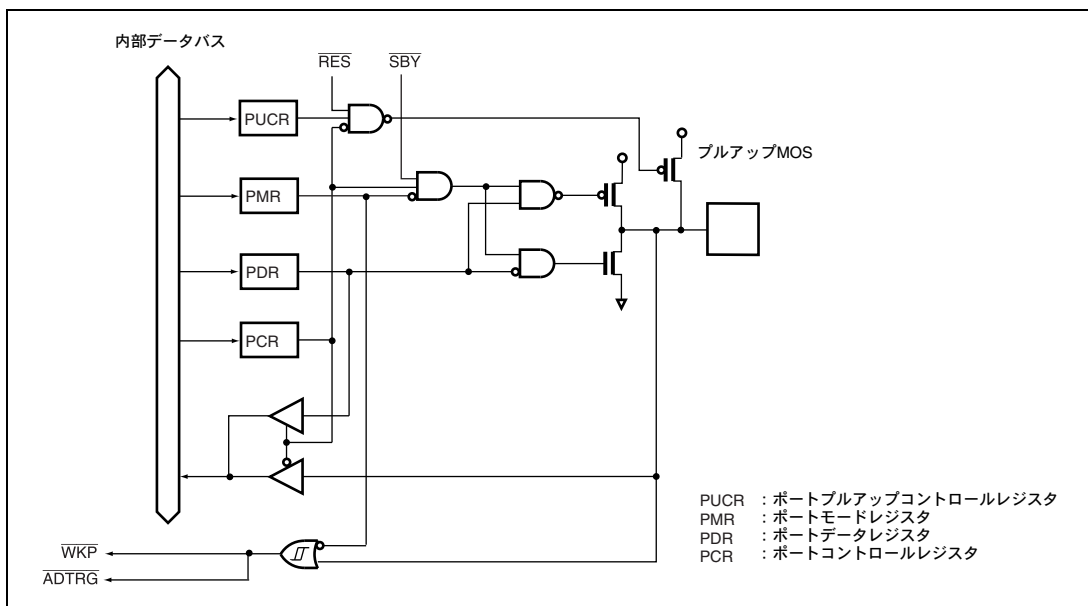 内部データバス
RES
SBY
PUCR
プルアップMOS
PMR
PDR
PCR
PUCR :ポートプルアップコントロールレジスタ
PMR :ポートモードレジスタ
PDR :ポートデータレジスタ
PCR :ポートコントロールレジスタ
WKP
ADTRG